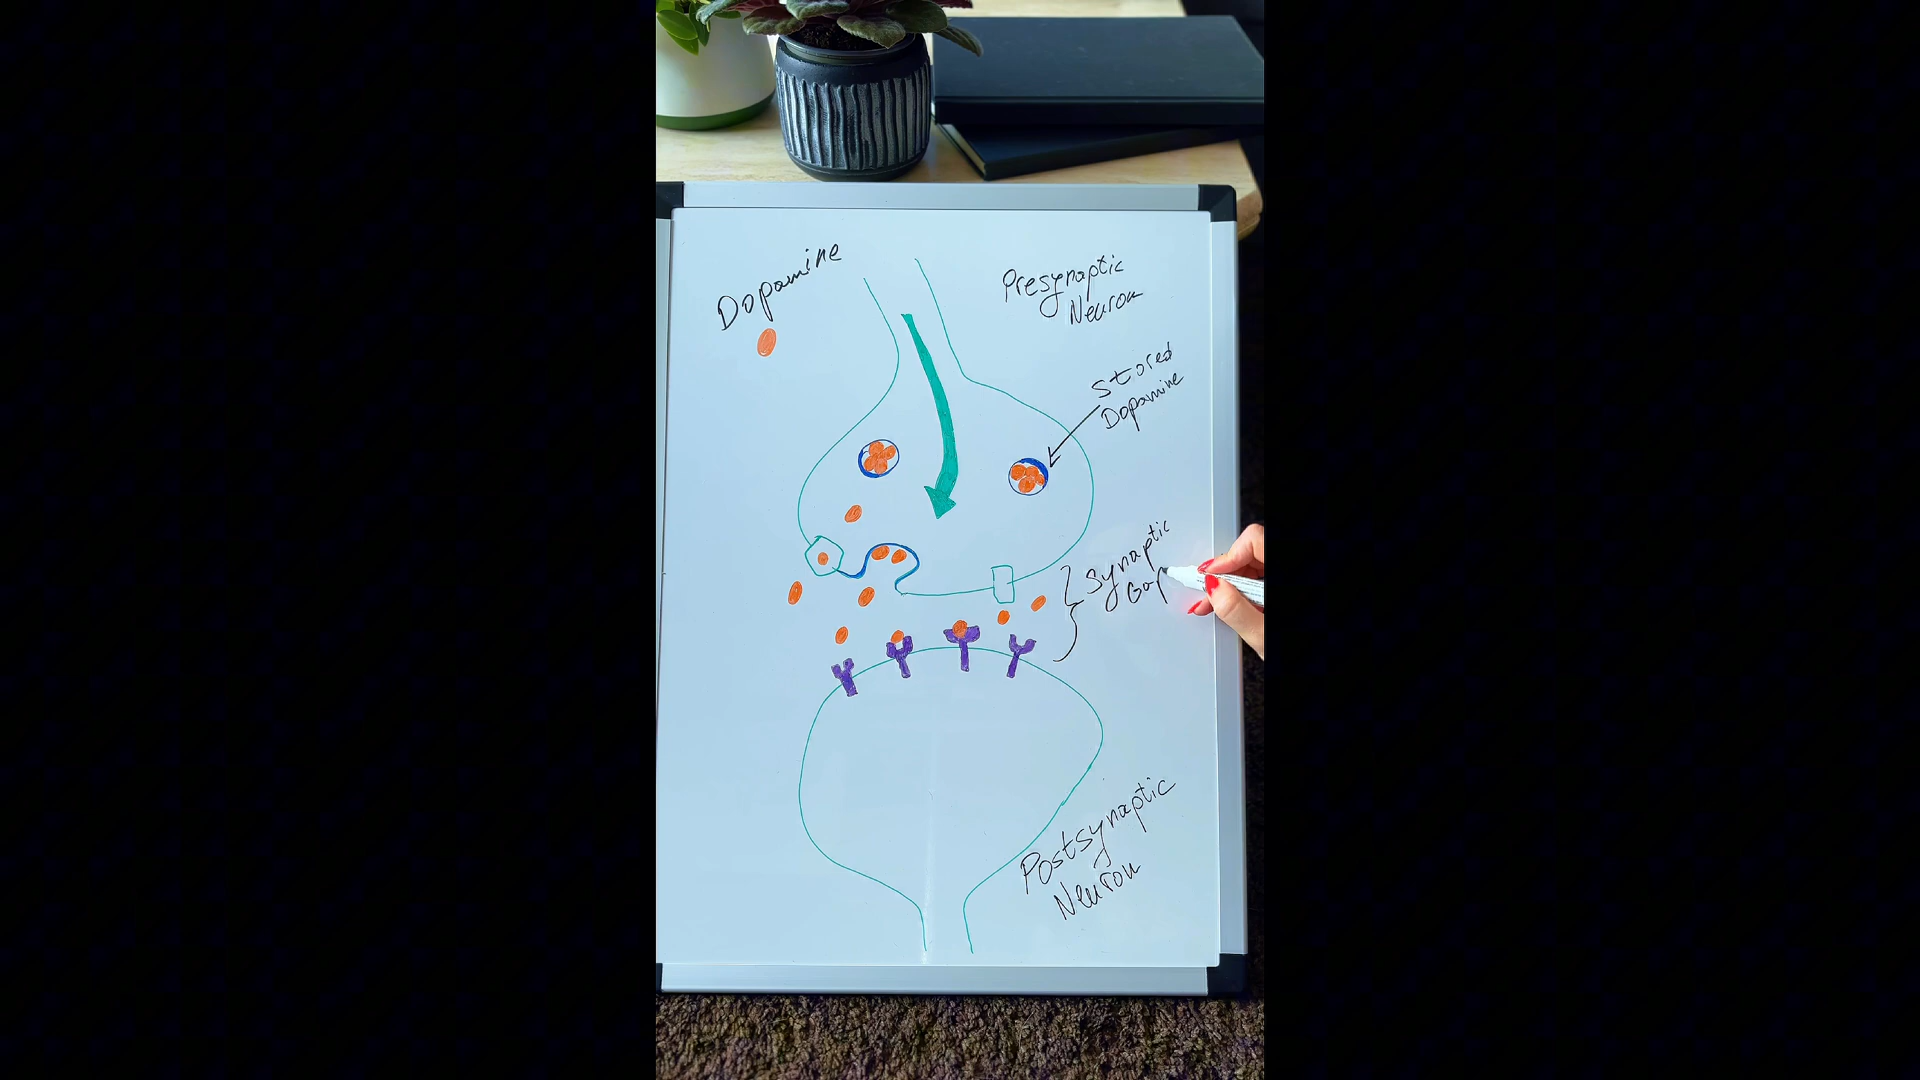 Dopamine
Presynaptic
Neuron
Stored
Dopamine
Synaptic
Gap
Postsynaptic
Neuron